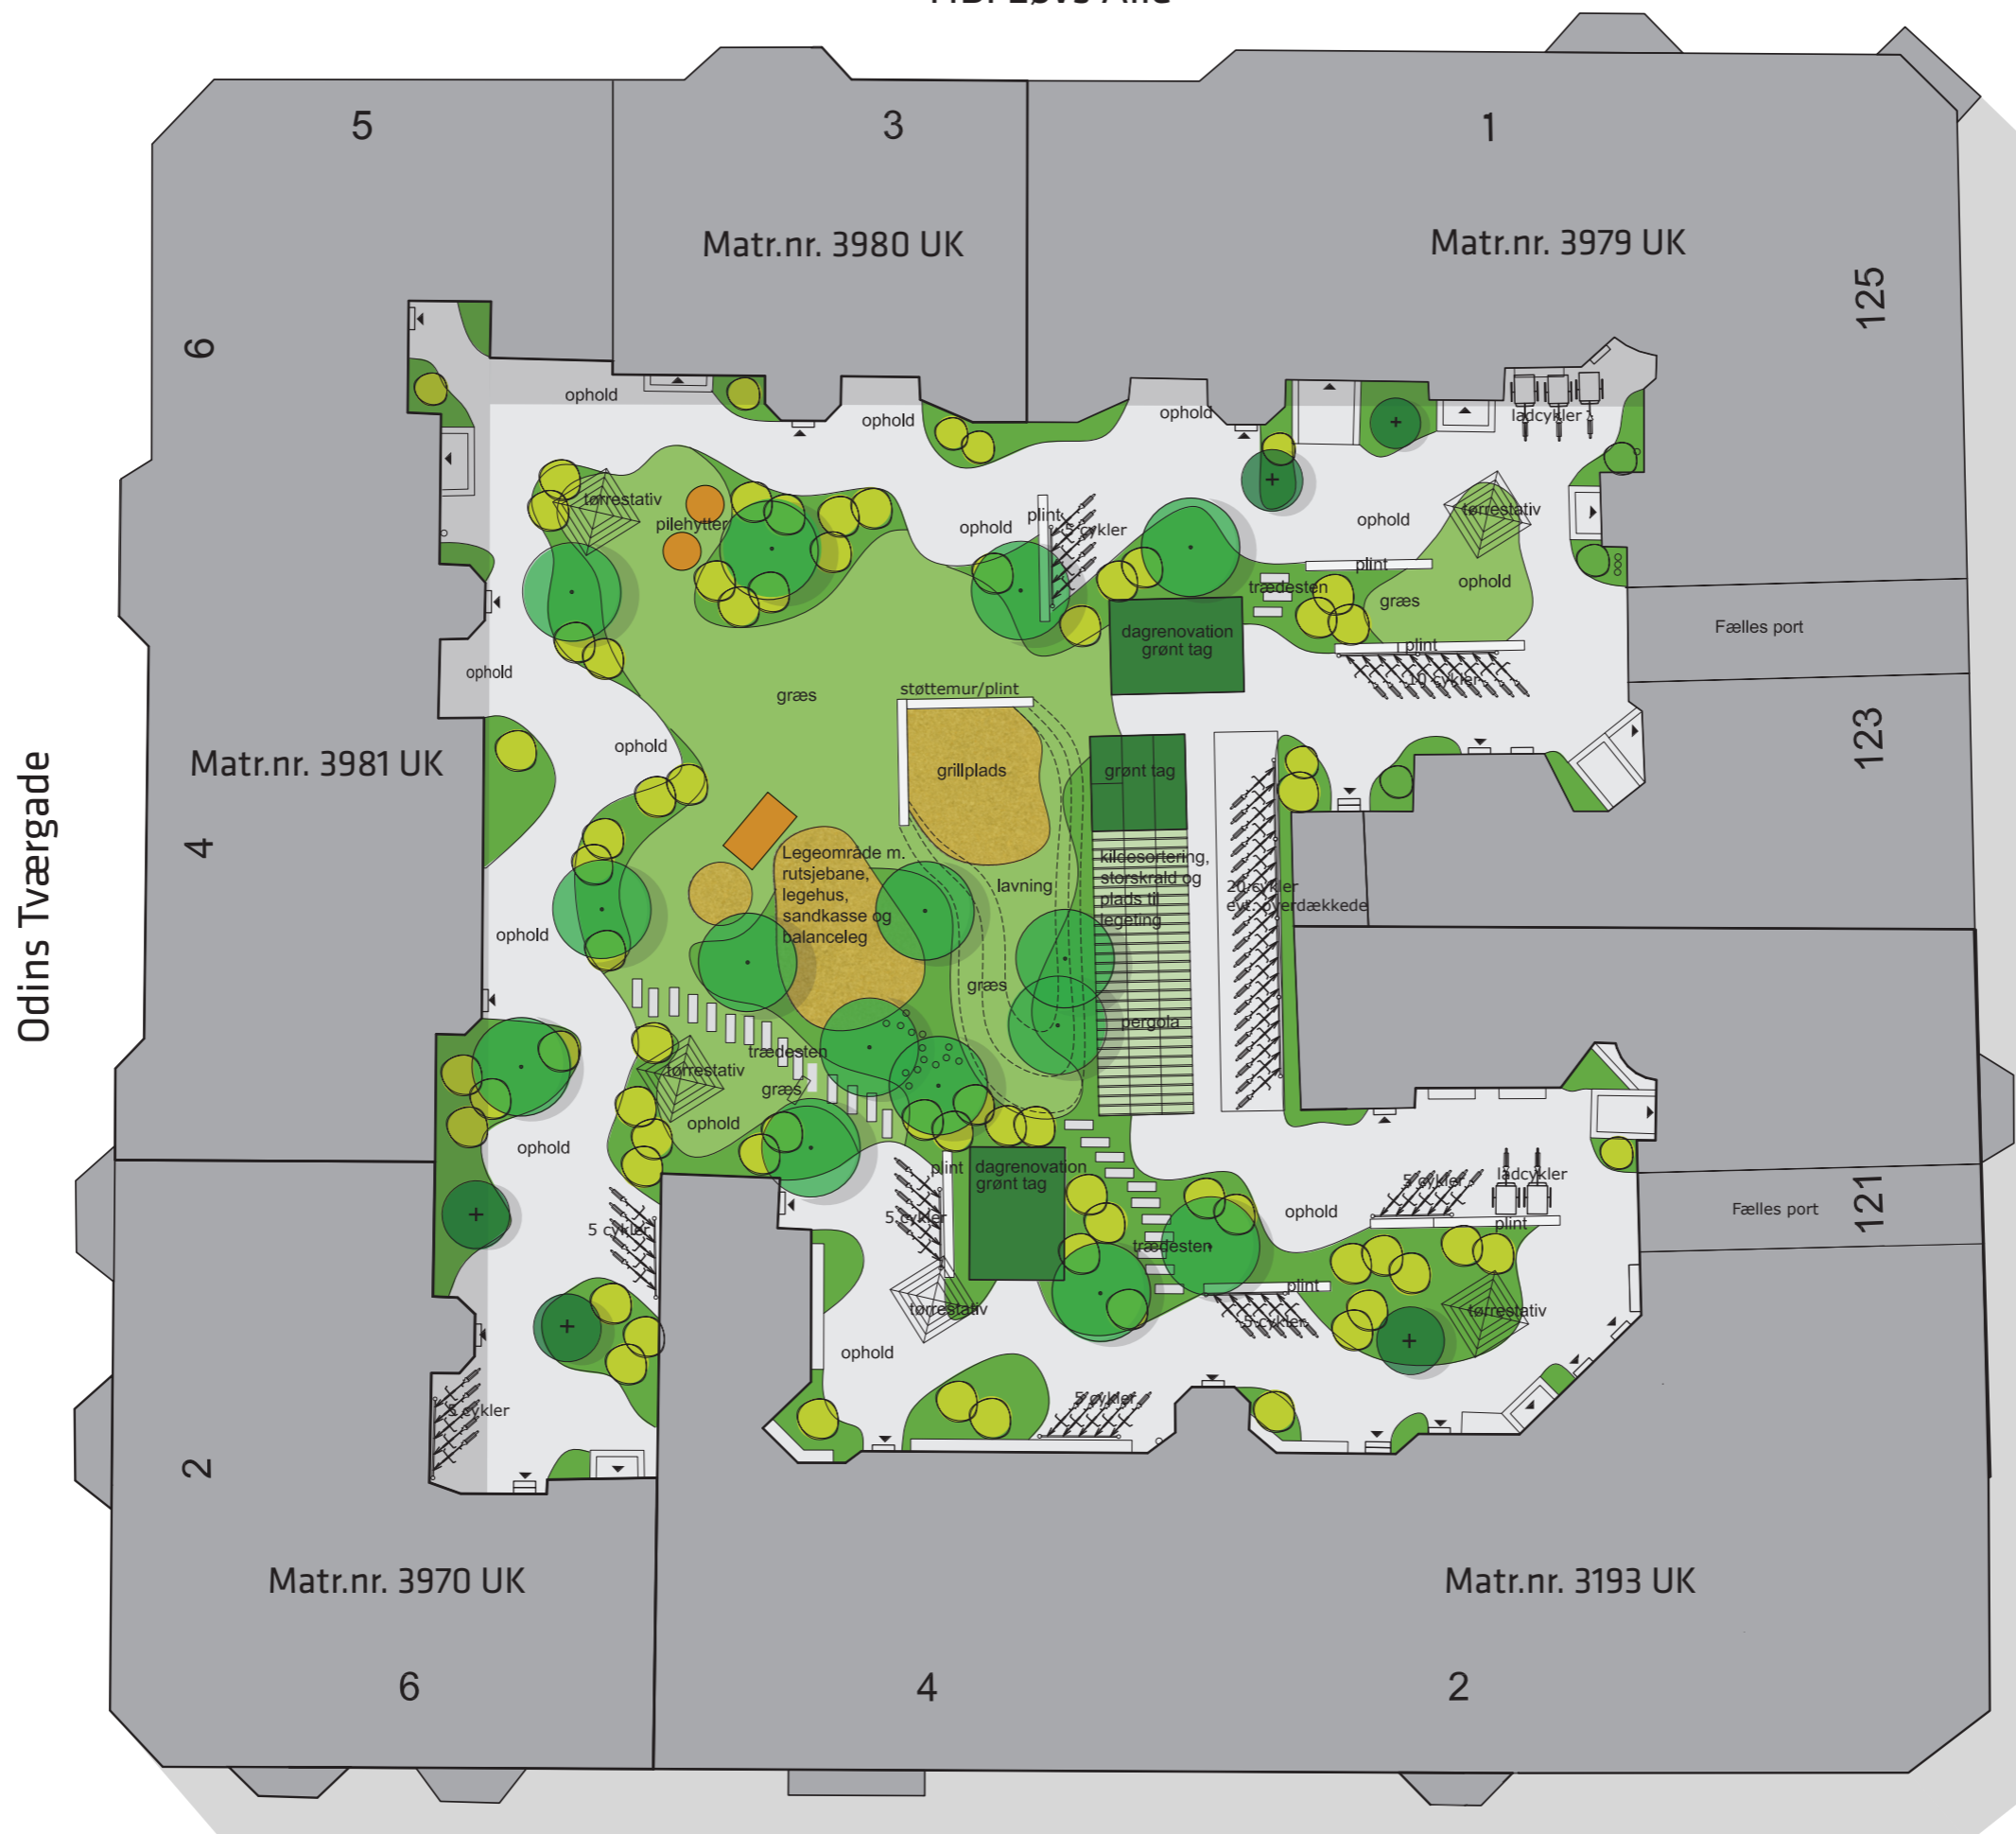 5
3
1
Matr.nr. 3980 UK
Matr.nr. 3979 UK
125
6
ophold
ophold
ophold
ladcykler
tørrestativ
pilehytter
ophold
plint
5 cykler
ophold
tørrestativ
plint
trædesten
ophold
græs
dagrenovation
grønt tag
plint
10 cykler
Fælles port
ophold
græs
støttemur/plint
ophold
123
Odins Tværgade
Matr.nr. 3981 UK
4
grillplads
grønt tag
Legeområde m.
rutsjebane,
legehus,
sandkasse og
balanceleg
lavning
kildesortering,
storskrald og
plads til
legeting
20 cykler
evt. overdækkede
ophold
græs
pergola
trædesten
tørrestativ
græs
ophold
ophold
plint
dagrenovation
grønt tag
5 cykler
ladcykler
121
Fælles port
5 cykler
5 cykler
ophold
plint
trædesten
plint
5 cykler
tørrestativ
tørrestativ
ophold
5 cykler
5 cykler
2
Matr.nr. 3970 UK
Matr.nr. 3193 UK
6
4
2